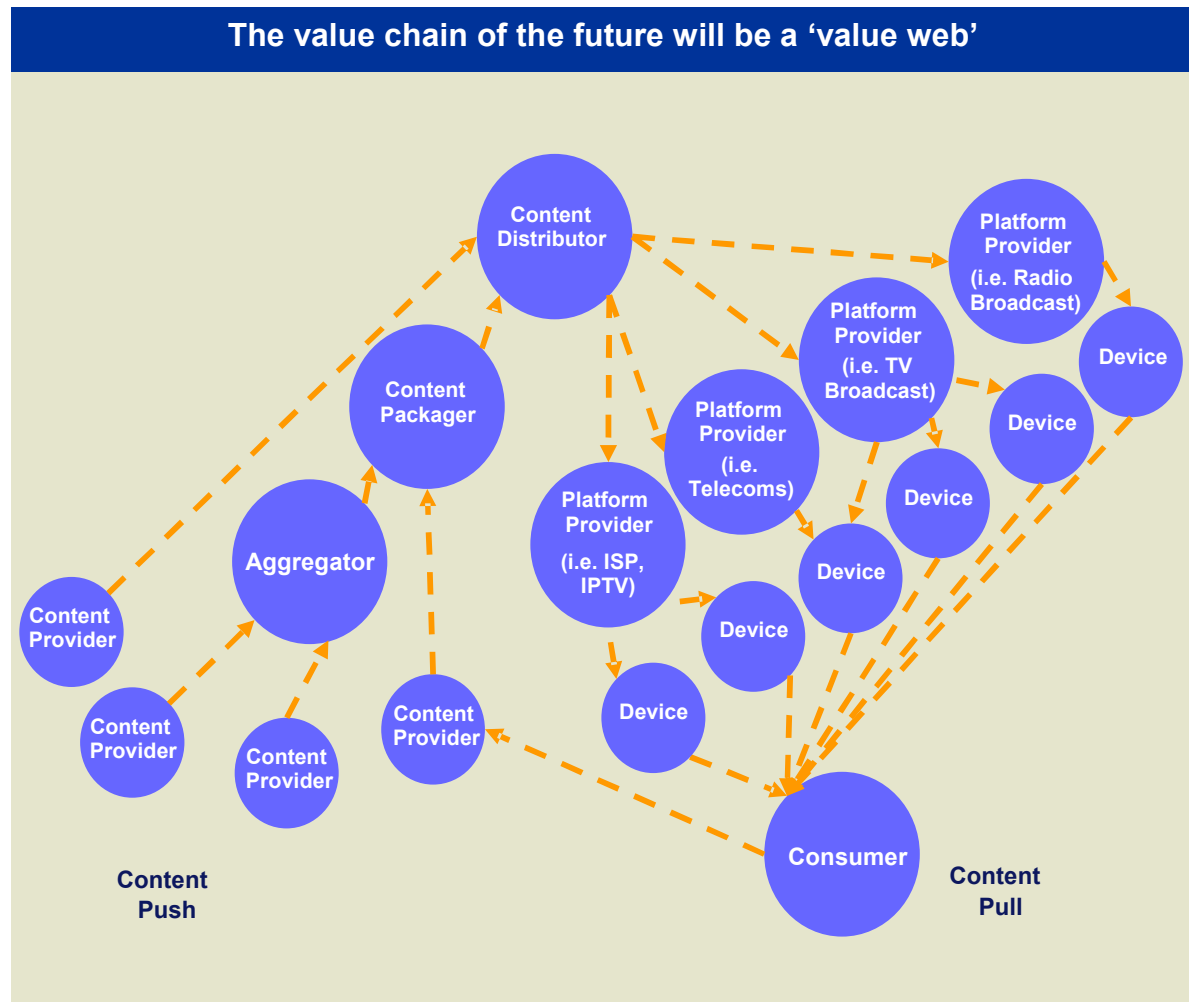 The value chain of the future will be a ‘value web’
Content
Distributor
Platform
Provider
(i.e. Radio
Broadcast)
Platform
Provider
(i.e. TV
Broadcast)
Device
Content
Packager
Platform
Provider
(i.e.
Telecoms)
Device
Platform
Provider
(i.e. ISP,
IPTV)
Device
Aggregator
Device
Content
Provider
Device
Content
Provider
Content
Provider
Content
Provider
Device
Consumer
Content
Push
Content
Pull